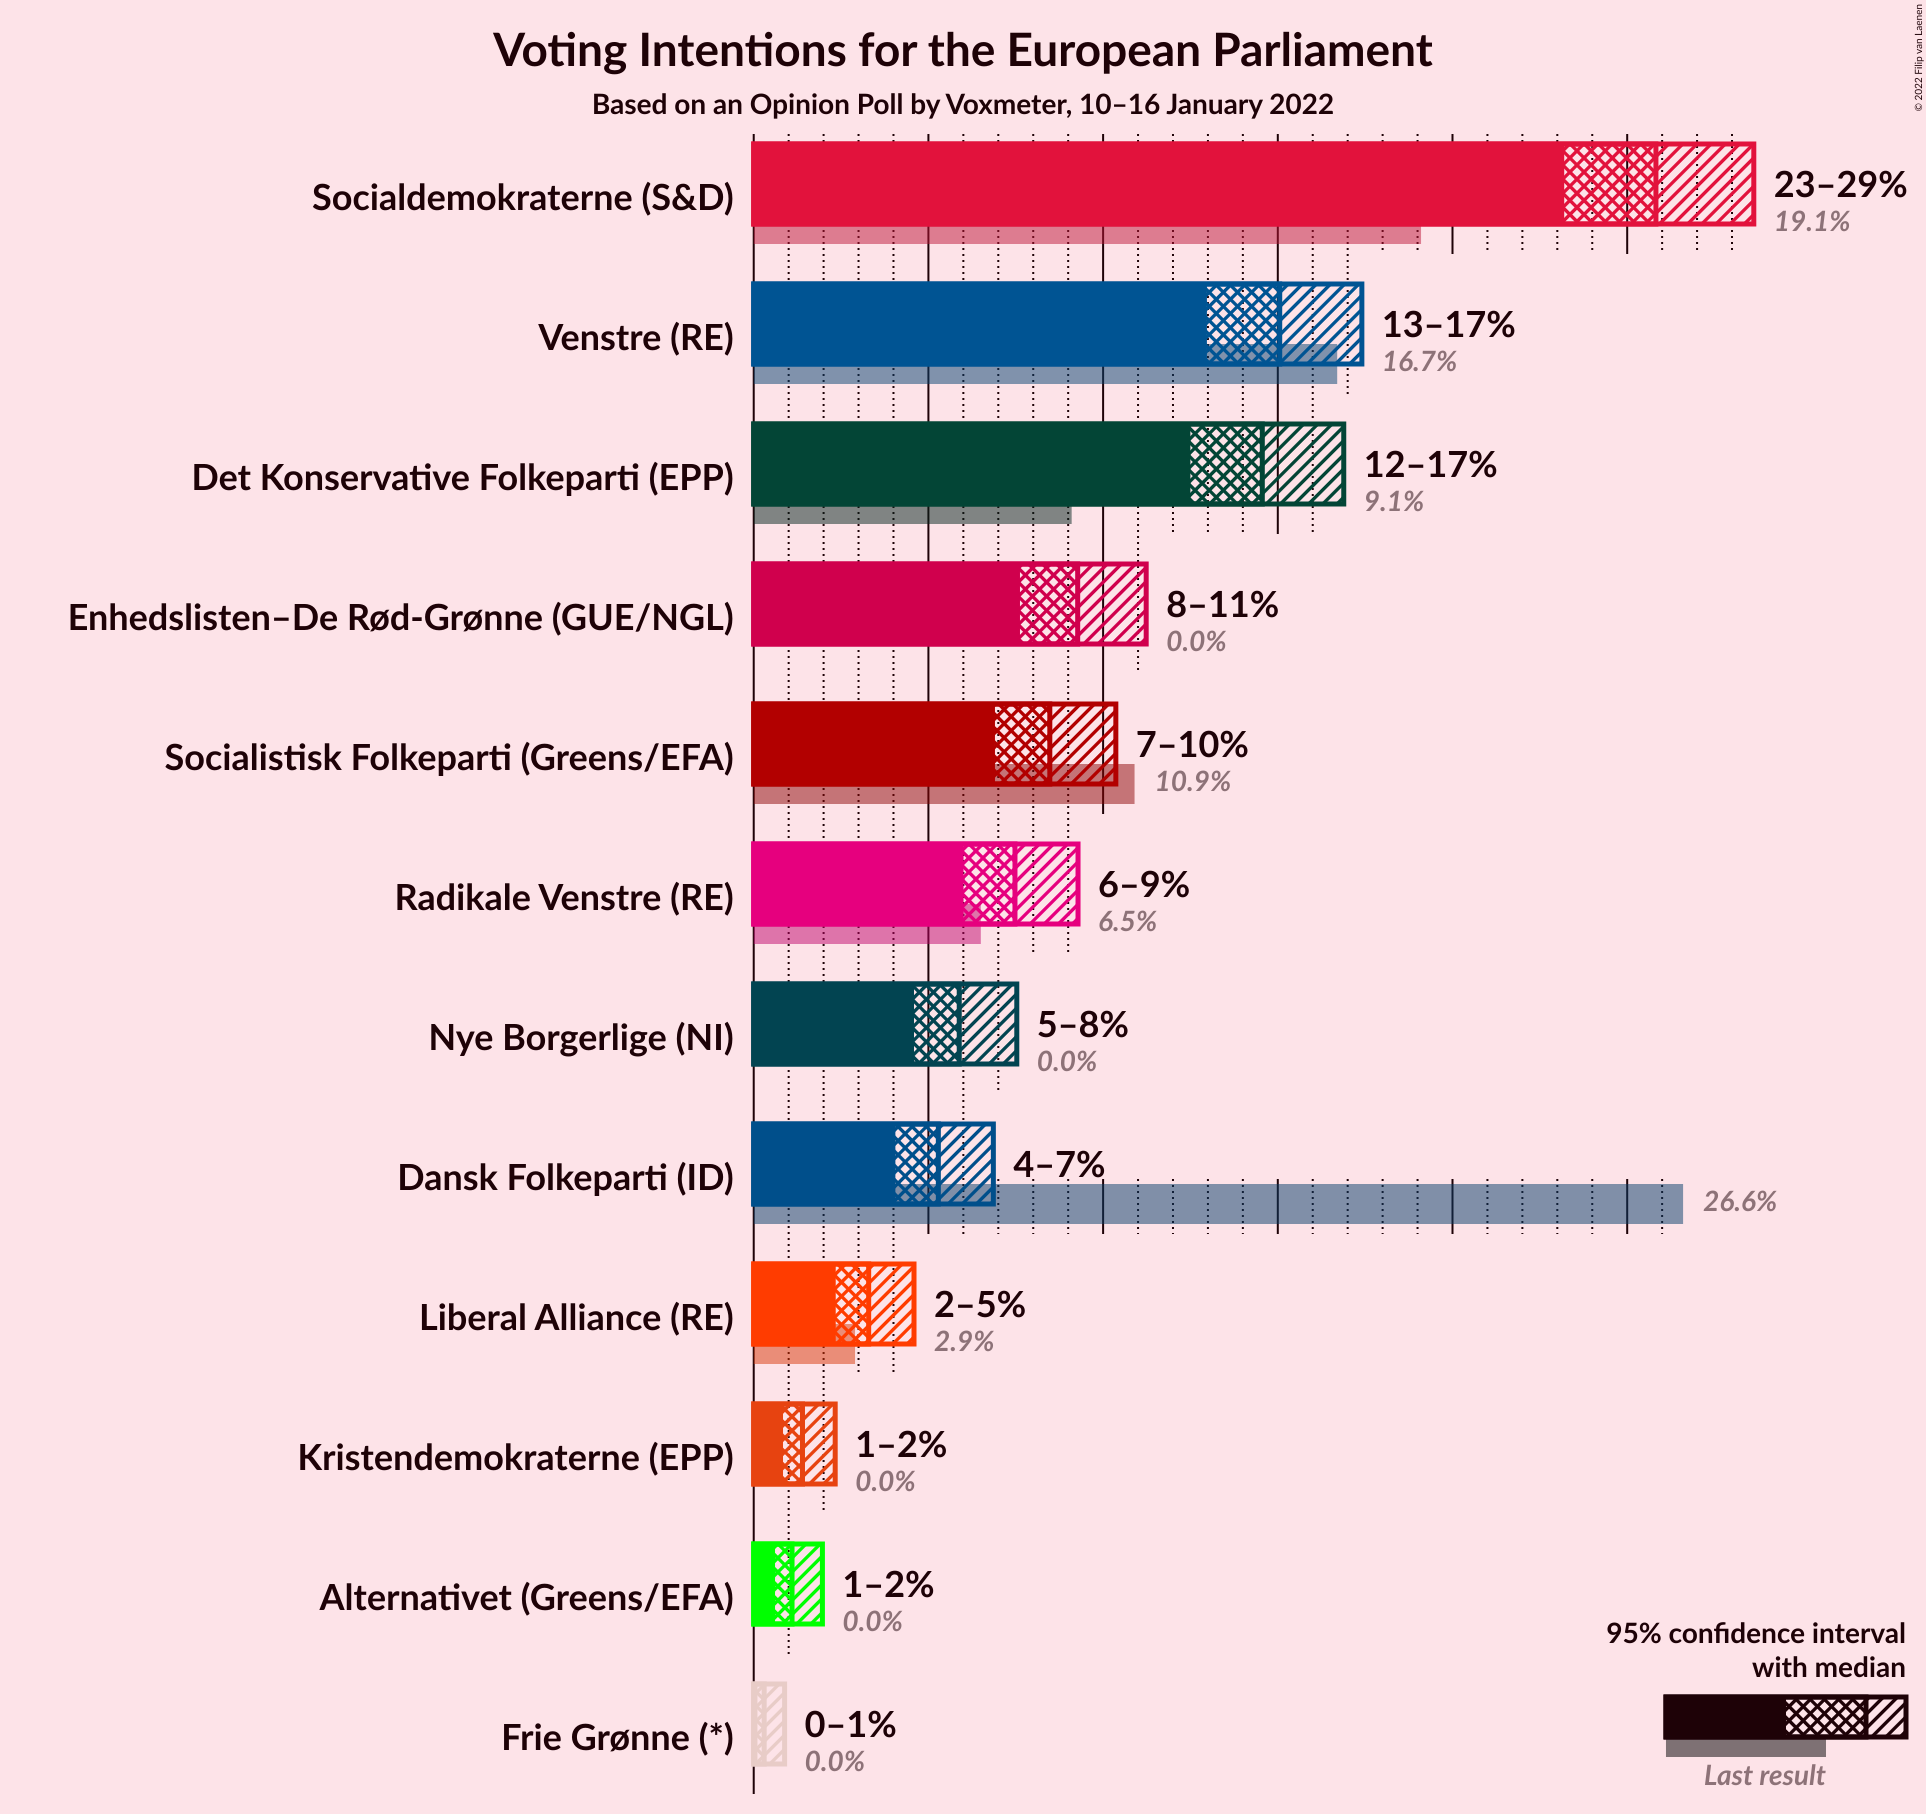 Voting Intentions for the European Parliament
Based on an Opinion Poll by Voxmeter, 10–16 January 2022
© 2022 Filip van Laenen
Socialdemokraterne (S&D)
23–29%
19.1%
Venstre (RE)
13–17%
16.7%
Det Konservative Folkeparti (EPP)
12–17%
9.1%
Enhedslisten–De Rød-Grønne (GUE/NGL)
8–11%
0.0%
Socialistisk Folkeparti (Greens/EFA)
7–10%
10.9%
Radikale Venstre (RE)
6–9%
6.5%
Nye Borgerlige (NI)
5–8%
0.0%
Dansk Folkeparti (ID)
4–7%
26.6%
Liberal Alliance (RE)
2–5%
2.9%
Kristendemokraterne (EPP)
1–2%
0.0%
Alternativet (Greens/EFA)
1–2%
0.0%
Frie Grønne (*)
0–1%
0.0%
95% confidence interval
with median
Last result